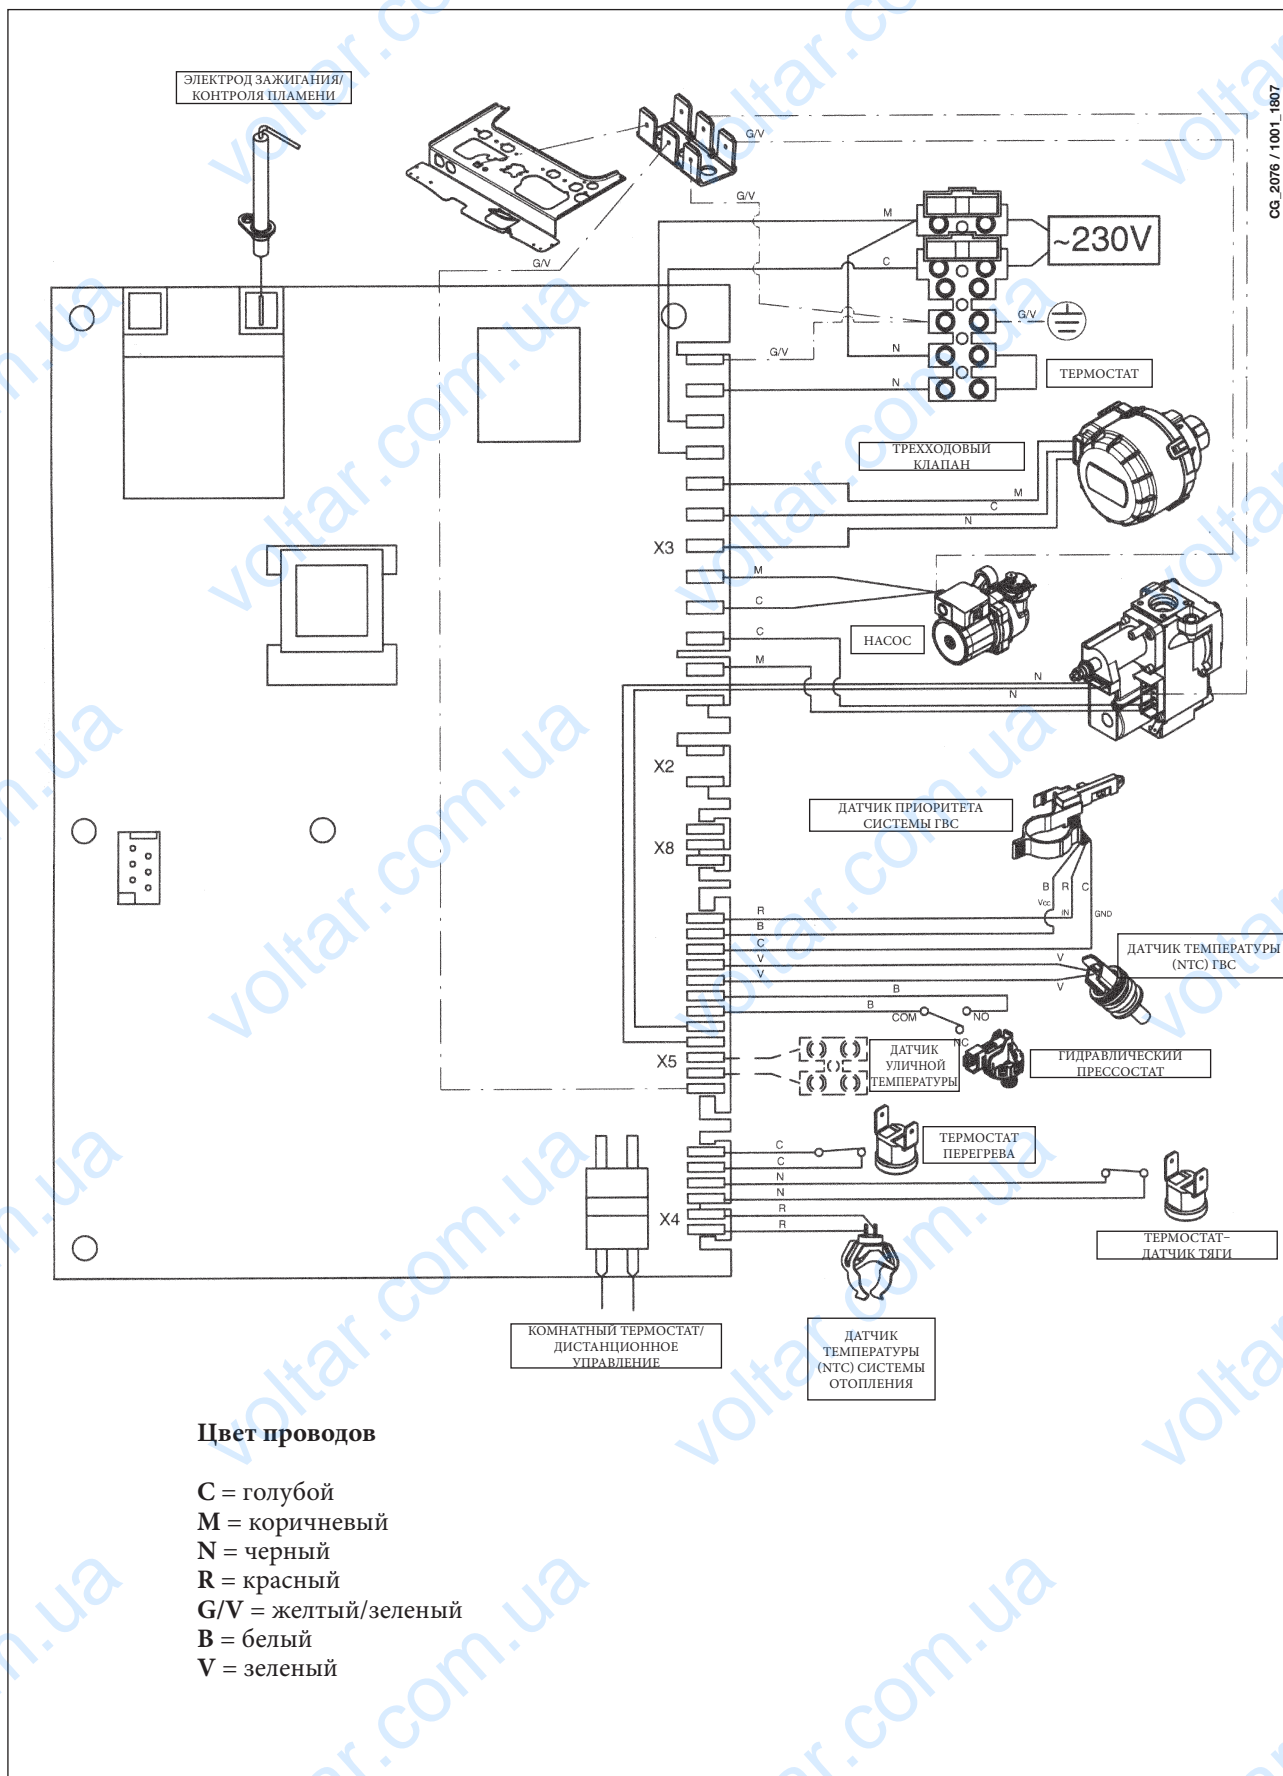 ЭЛЕКТРОД ЗАЖИГАНИЯ/
КОНТРОЛЯ ПЛАМЕНИ
CG_2076 / 1001_1807
G/V
G/V
G/V
M
~230V
C
G/V
G/V
N
ТЕРМОСТАТ
N
ТРЕХХОДОВЫЙ
КЛАПАН
M
C
N
X3
M
C
НАСОС
C
M
N
N
X2
ДАТЧИК ПРИОРИТЕТА
СИСТЕМЫ ГВС
X8
B R C
Vcc
IN
GND
R
B
C
V
V
V
V
ДАТЧИК ТЕМПЕРАТУРЫ
(NTC) ГВС
B
B
COM
NO
NC
X5
ДАТЧИК
УЛИЧНОЙ
ТЕМПЕРАТУРЫ
ГИДРАВЛИЧЕСКИЙ
ПРЕССОСТАТ
C
C
ТЕРМОСТАТ
ПЕРЕГРЕВА
N
N
R
R
X4
ТЕРМОСТАТ–
ДАТЧИК ТЯГИ
КОМНАТНЫЙ ТЕРМОСТАТ/
ДИСТАНЦИОННОЕ
УПРАВЛЕНИЕ
ДАТЧИК
ТЕМПЕРАТУРЫ
(NTC) СИСТЕМЫ
ОТОПЛЕНИЯ
Цвет проводов
C = голубой
M = коричневый
N = черный
R = красный
G/V = желтый/зеленый
B = белый
V = зеленый
voltar.com.ua